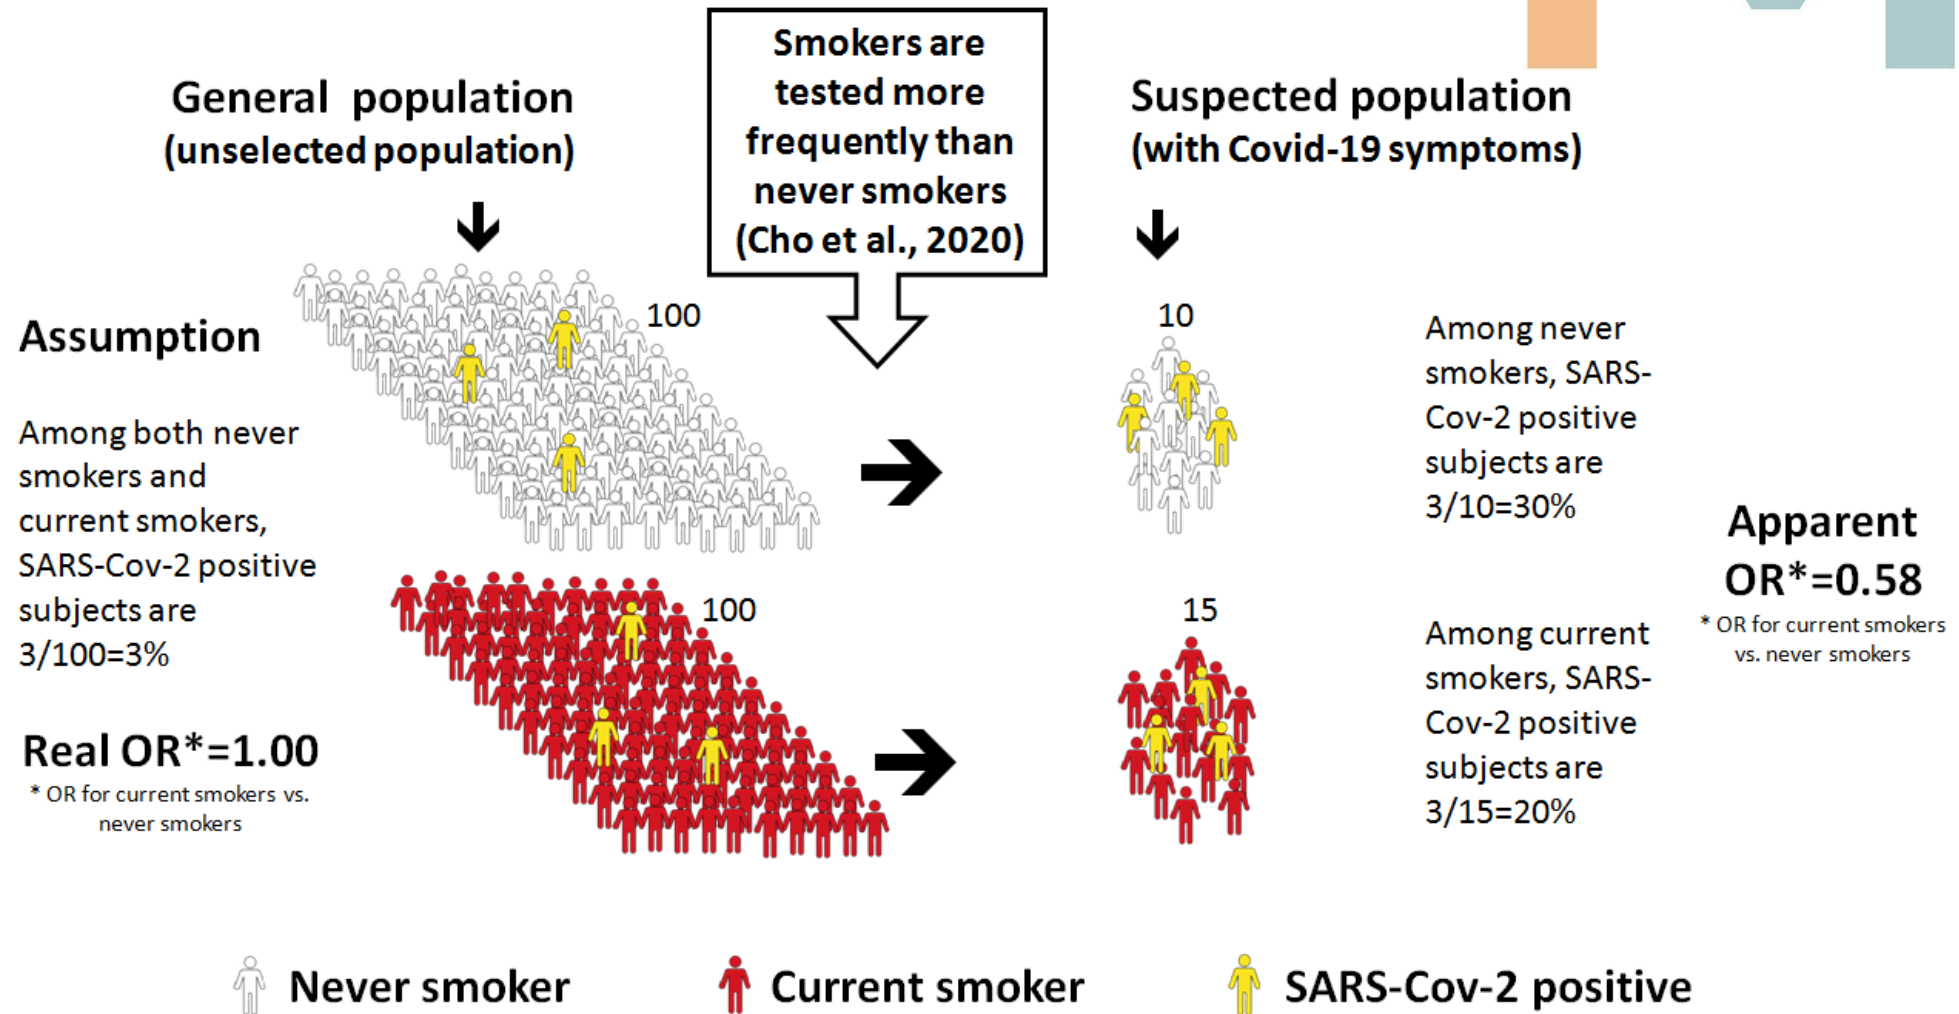 General population
(unselected population)
Smokers are
tested more
frequently than
never smokers
(Cho et al., 2020)
Suspected population
(with Covid-19 symptoms)
Assumption
Among both never
smokers and
current smokers,
SARS-Cov-2 positive
subjects are
3/100=3%
Real OR*=1.00
* OR for current smokers vs.
never smokers
100
100
10
15
Among never
smokers, SARS-
Cov-2 positive
subjects are
3/10=30%
Among current
smokers, SARS-
Cov-2 positive
subjects are
3/15=20%
Apparent
OR*=0.58
* OR for current smokers
vs. never smokers
Never smoker
Current smoker
SARS-Cov-2 positive